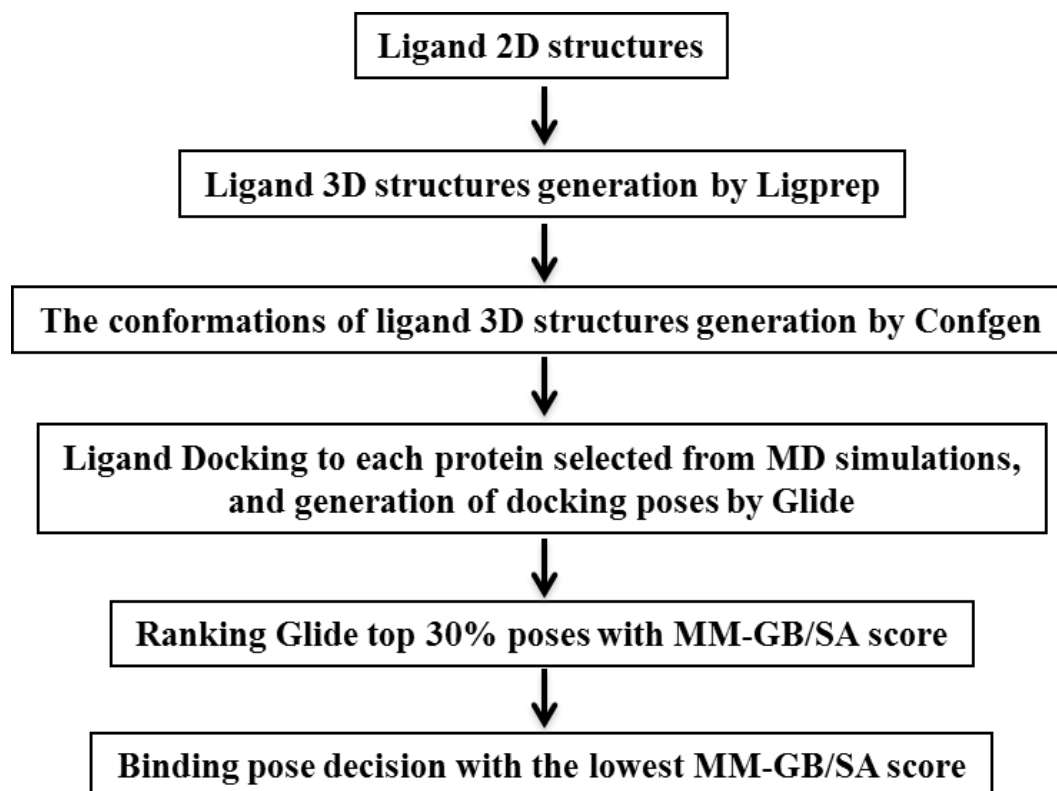 Ligand 2D structures
Ligand 3D structures generation by Ligprep
The conformations of ligand 3D structures generation by Confgen
Ligand Docking to each protein selected from MD simulations,
and generation of docking poses by Glide
Ranking Glide top 30% poses with MM-GB/SA score
Binding pose decision with the lowest MM-GB/SA score